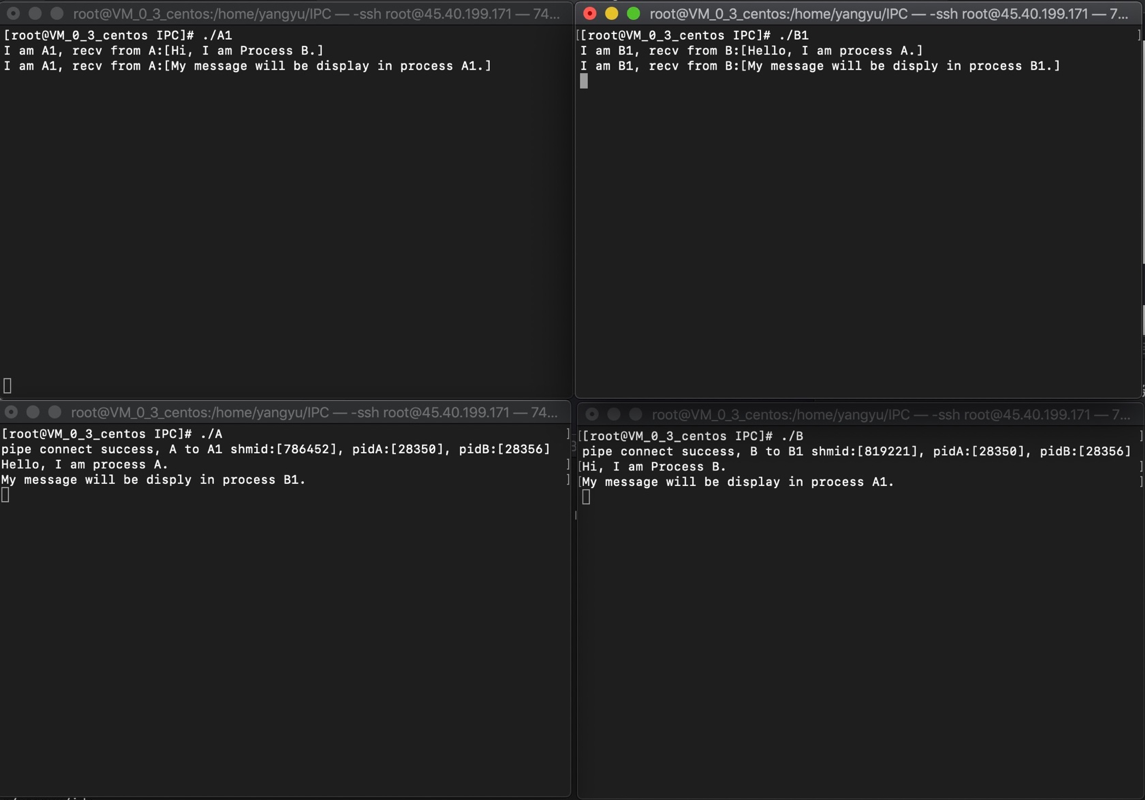 root@VM_0_3_centos:/home/yangyu/IPC — -ssh root@45.40.199.171 — 74...
[root@VM_0_3_centos IPC]# ./A1
I am A1, recv from A:[Hi, I am Process B.]
I am A1, recv from A:[My message will be display in process A1.]
root@VM_0_3_centos:/home/yangyu/IPC — -ssh root@45.40.199.171 — 7...
[[root@VM_0_3_centos IPC]# ./B1 ]
I am B1, recv from B:[Hello, I am process A.]
I am B1, recv from B:[My message will be disply in process B1.]
root@VM_0_3_centos:/home/yangyu/IPC — -ssh root@45.40.199.171 — 74...
[root@VM_0_3_centos IPC]# ./A ]
pipe connect success, A to A1 shmid:[786452], pidA:[28350], pidB:[28356]
Hello, I am process A. ]
My message will be disply in process B1. ]
root@VM_0_3_centos:/home/yangyu/IPC — -ssh root@45.40.199.171 — 7...
[[root@VM_0_3_centos IPC]# ./B ]
pipe connect success, B to B1 shmid:[819221], pidA:[28350], pidB:[28356]
[Hi, I am Process B. ]
[My message will be display in process A1. ]